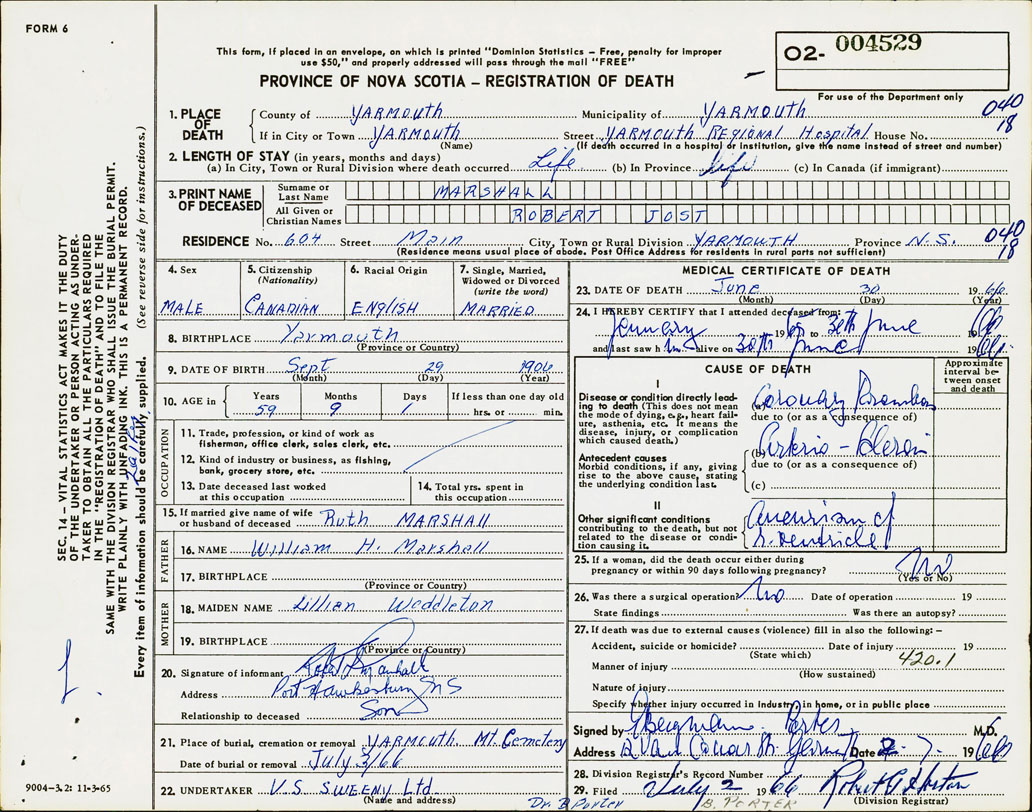 FORM 6
This form, if placed in an envelope, on which is printed "Dominion Statistics – Free, penalty for improper
use $50," and properly addressed will pass through the mail "FREE"
PROVINCE OF NOVA SCOTIA – REGISTRATION OF DEATH
O2- 004529
For use of the Department only
040
18
1. PLACE OF DEATH
County of YARMOUTH Municipality of YARMOUTH
If in City or Town YARMOUTH Street YARMOUTH REGIONAL Hospital House No.
(Name) (If death occurred in a hospital or institution, give the name instead of street and number)
2. LENGTH OF STAY (in years, months and days)
(a) In City, Town or Rural Division where death occurred Life (b) In Province Life (c) In Canada (if immigrant)
3. PRINT NAME OF DECEASED
Surname or Last Name MARSHALL
All Given or Christian Names ROBERT JOST
RESIDENCE No. 604 Street Main City, Town or Rural Division YARMOUTH Province N.S.
(Residence means usual place of abode. Post Office Address for residents in rural parts not sufficient)
040
18
4. Sex
MALE
5. Citizenship (Nationality)
CANADIAN
6. Racial Origin
ENGLISH
7. Single, Married, Widowed or Divorced (write the word)
MARRIED
8. BIRTHPLACE Yarmouth
(Province or Country)
9. DATE OF BIRTH Sept 29 1906
(Month) (Day) (Year)
10. AGE in Years Months Days If less than one day old
59 9 1 hrs. or min.
OCCUPATION
11. Trade, profession, or kind of work as
fisherman, office clerk, sales clerk, etc.
12. Kind of industry or business, as fishing,
bank, grocery store, etc.
13. Date deceased last worked
at this occupation
14. Total yrs. spent in
this occupation
15. If married give name of wife
or husband of deceased Ruth MARSHALL
FATHER
16. NAME William H. Marshall
17. BIRTHPLACE
(Province or Country)
MOTHER
18. MAIDEN NAME Lillian Weddleton
19. BIRTHPLACE
(Province or Country)
20. Signature of informant Robt J Marshall
Address Port Hawkesbury NS
Relationship to deceased Son
21. Place of burial, cremation or removal YARMOUTH. Mt. Cemetery
Date of burial or removal July 3/66
22. UNDERTAKER V.S. SWEENY Ltd.
(Name and address)
MEDICAL CERTIFICATE OF DEATH
23. DATE OF DEATH June 30 1966
(Month) (Day) (Year)
24. I HEREBY CERTIFY that I attended deceased from:
January 1965 to 30th June 1966
and last saw h im alive on 30th June 1966
CAUSE OF DEATH
Approximate interval between onset and death
I
Disease or condition directly leading to death (This does not mean
the mode of dying, e.g., heart failure, asthenia, etc. It means the
disease, injury, or complication
which caused death.)
(a) Coronary
due to (or as a consequence of)
(b) Arterio -
due to (or as a consequence of)
(c)
Antecedent causes
Morbid conditions, if any, giving
rise to the above cause, stating
the underlying condition last.
II
Other significant conditions
contributing to the death, but not
related to the disease or condition causing it.
of
ventricle
25. If a woman, did the death occur either during
pregnancy or within 90 days following pregnancy? No
(Yes or No)
26. Was there a surgical operation? No Date of operation 19
State findings Was there an autopsy?
27. If death was due to external causes (violence) fill in also the following: –
Accident, suicide or homicide? Date of injury 19
(State which)
420.1
Manner of injury
(How sustained)
Nature of injury
Specify whether injury occurred in Industry, in home, or in public place
Signed by Porter M.D.
Address Date 2 - 7. 1966
28. Division Registrar's Record Number
29. Filed July 2 1966
(Division Registrar)
Dr. B Porter
B. PORTER
SEC. 14 – VITAL STATISTICS ACT MAKES IT THE DUTY
OF THE UNDERTAKER OR PERSON ACTING AS UNDER-
TAKER TO OBTAIN ALL THE PARTICULARS REQUIRED
IN THE "REGISTRATION OF DEATH" AND TO FILE THE
SAME WITH THE DIVISION REGISTRAR WHO SHALL ISSUE THE BURIAL PERMIT.
WRITE PLAINLY WITH UNFADING INK. THIS IS A PERMANENT RECORD.
Every item of information should be carefully supplied. (See reverse side for instructions.)
9004-3.2: 11-3-65